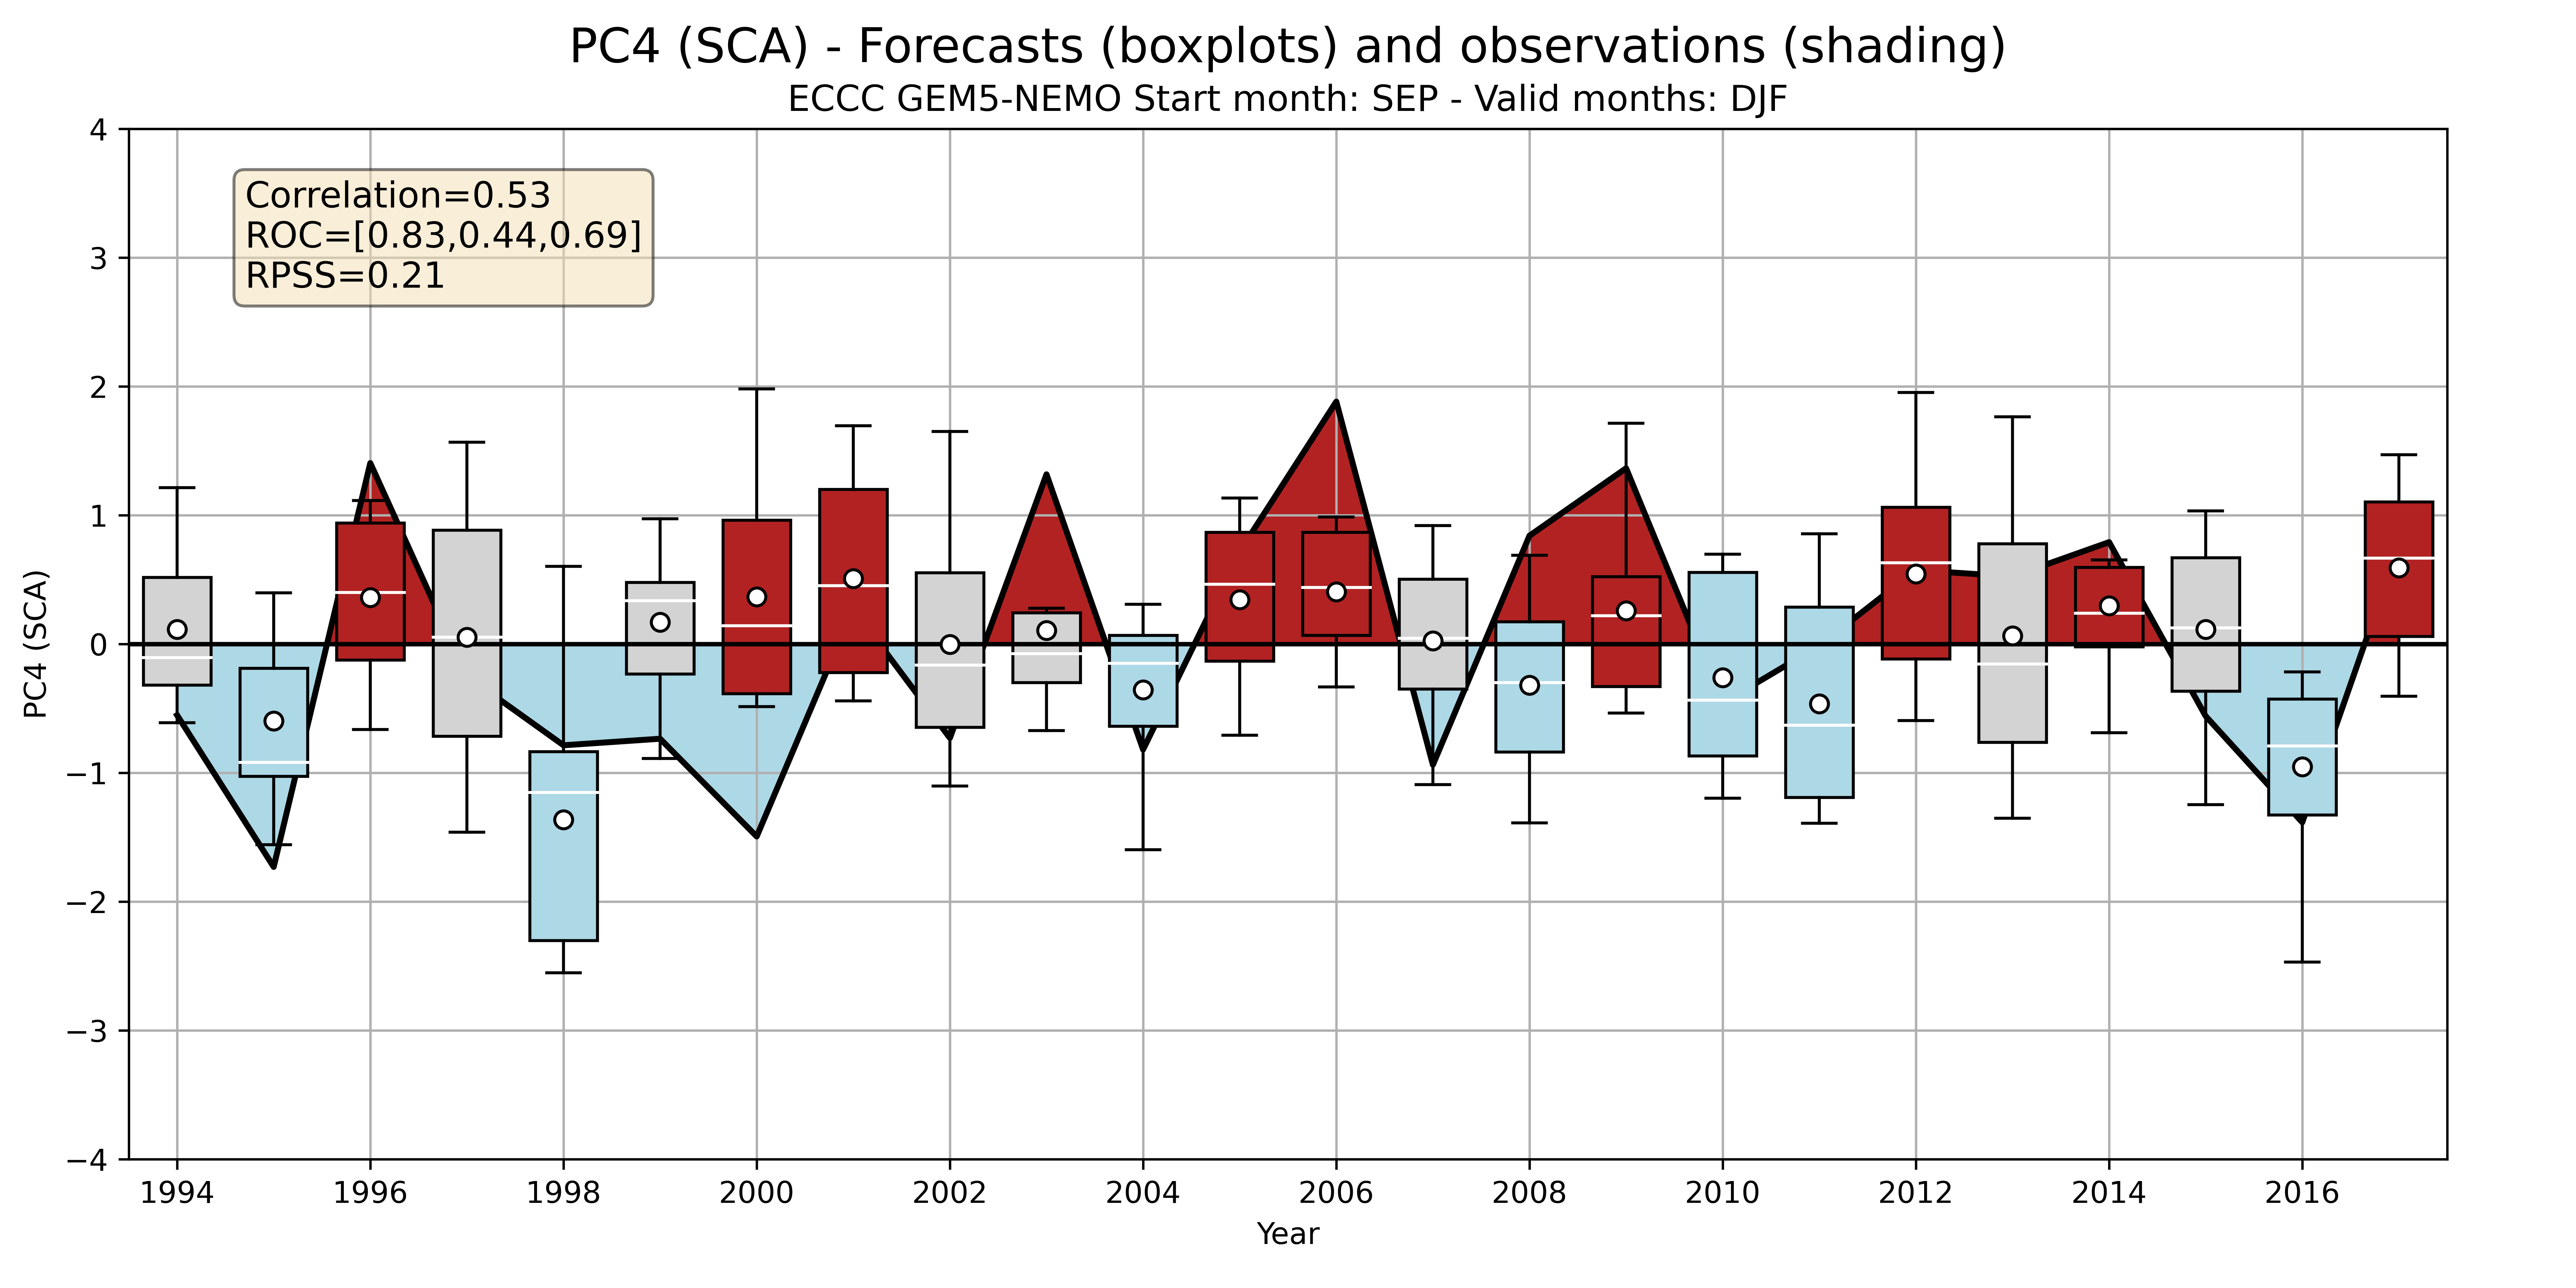 PC4 (SCA) - Forecasts (boxplots) and observations (shading)
ECCC GEM5-NEMO Start month: SEP - Valid months: DJF
Correlation=0.53
ROC=[0.83,0.44,0.69]
RPSS=0.21
PC4 (SCA)
4
3
2
1
0
−1
−2
−3
−4
1994 1996 1998 2000 2002 2004 2006 2008 2010 2012 2014 2016
Year